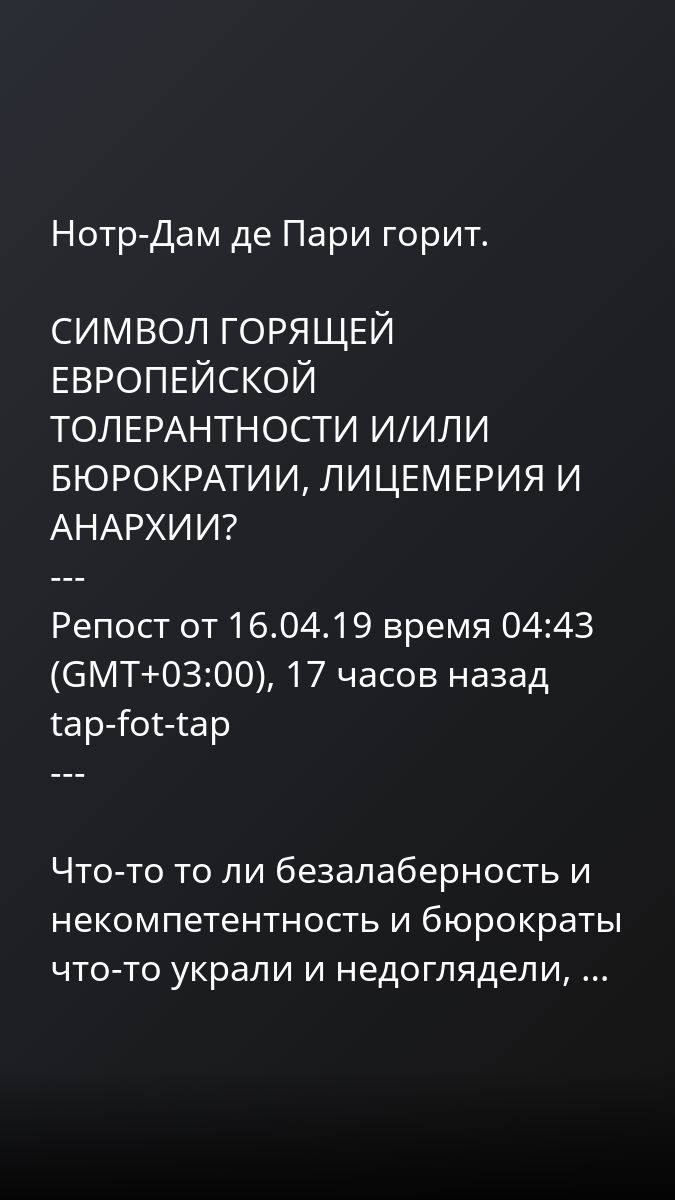 Нотр-Дам де Пари горит.
СИМВОЛ ГОРЯЩЕЙ
ЕВРОПЕЙСКОЙ
ТОЛЕРАНТНОСТИ И/ИЛИ
БЮРОКРАТИИ, ЛИЦЕМЕРИЯ И
АНАРХИИ?
---
Репост от 16.04.19 время 04:43
(GMT+03:00), 17 часов назад
tap-fot-tap
---
Что-то то ли безалаберность и
некомпетентность и бюрократы
что-то украли и недоглядели, ...